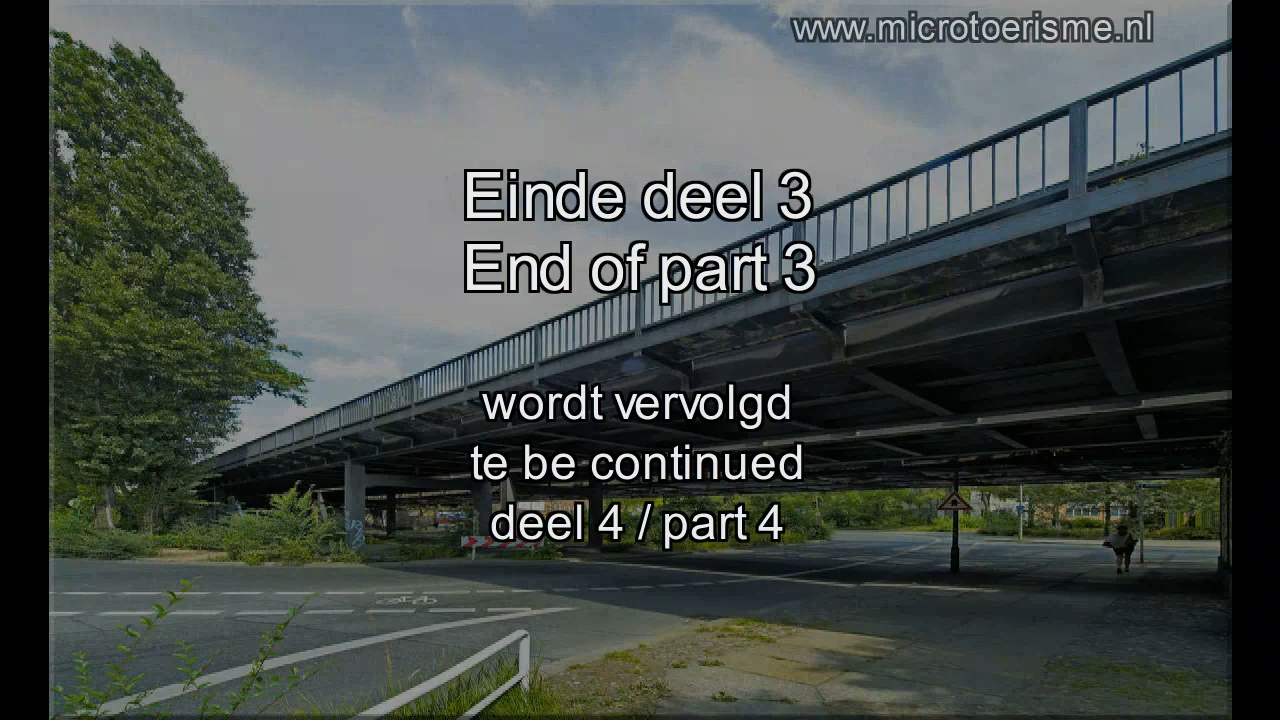 www.microtoerisme.nl
Einde deel 3
End of part 3
wordt vervolgd
te be continued
deel 4 / part 4